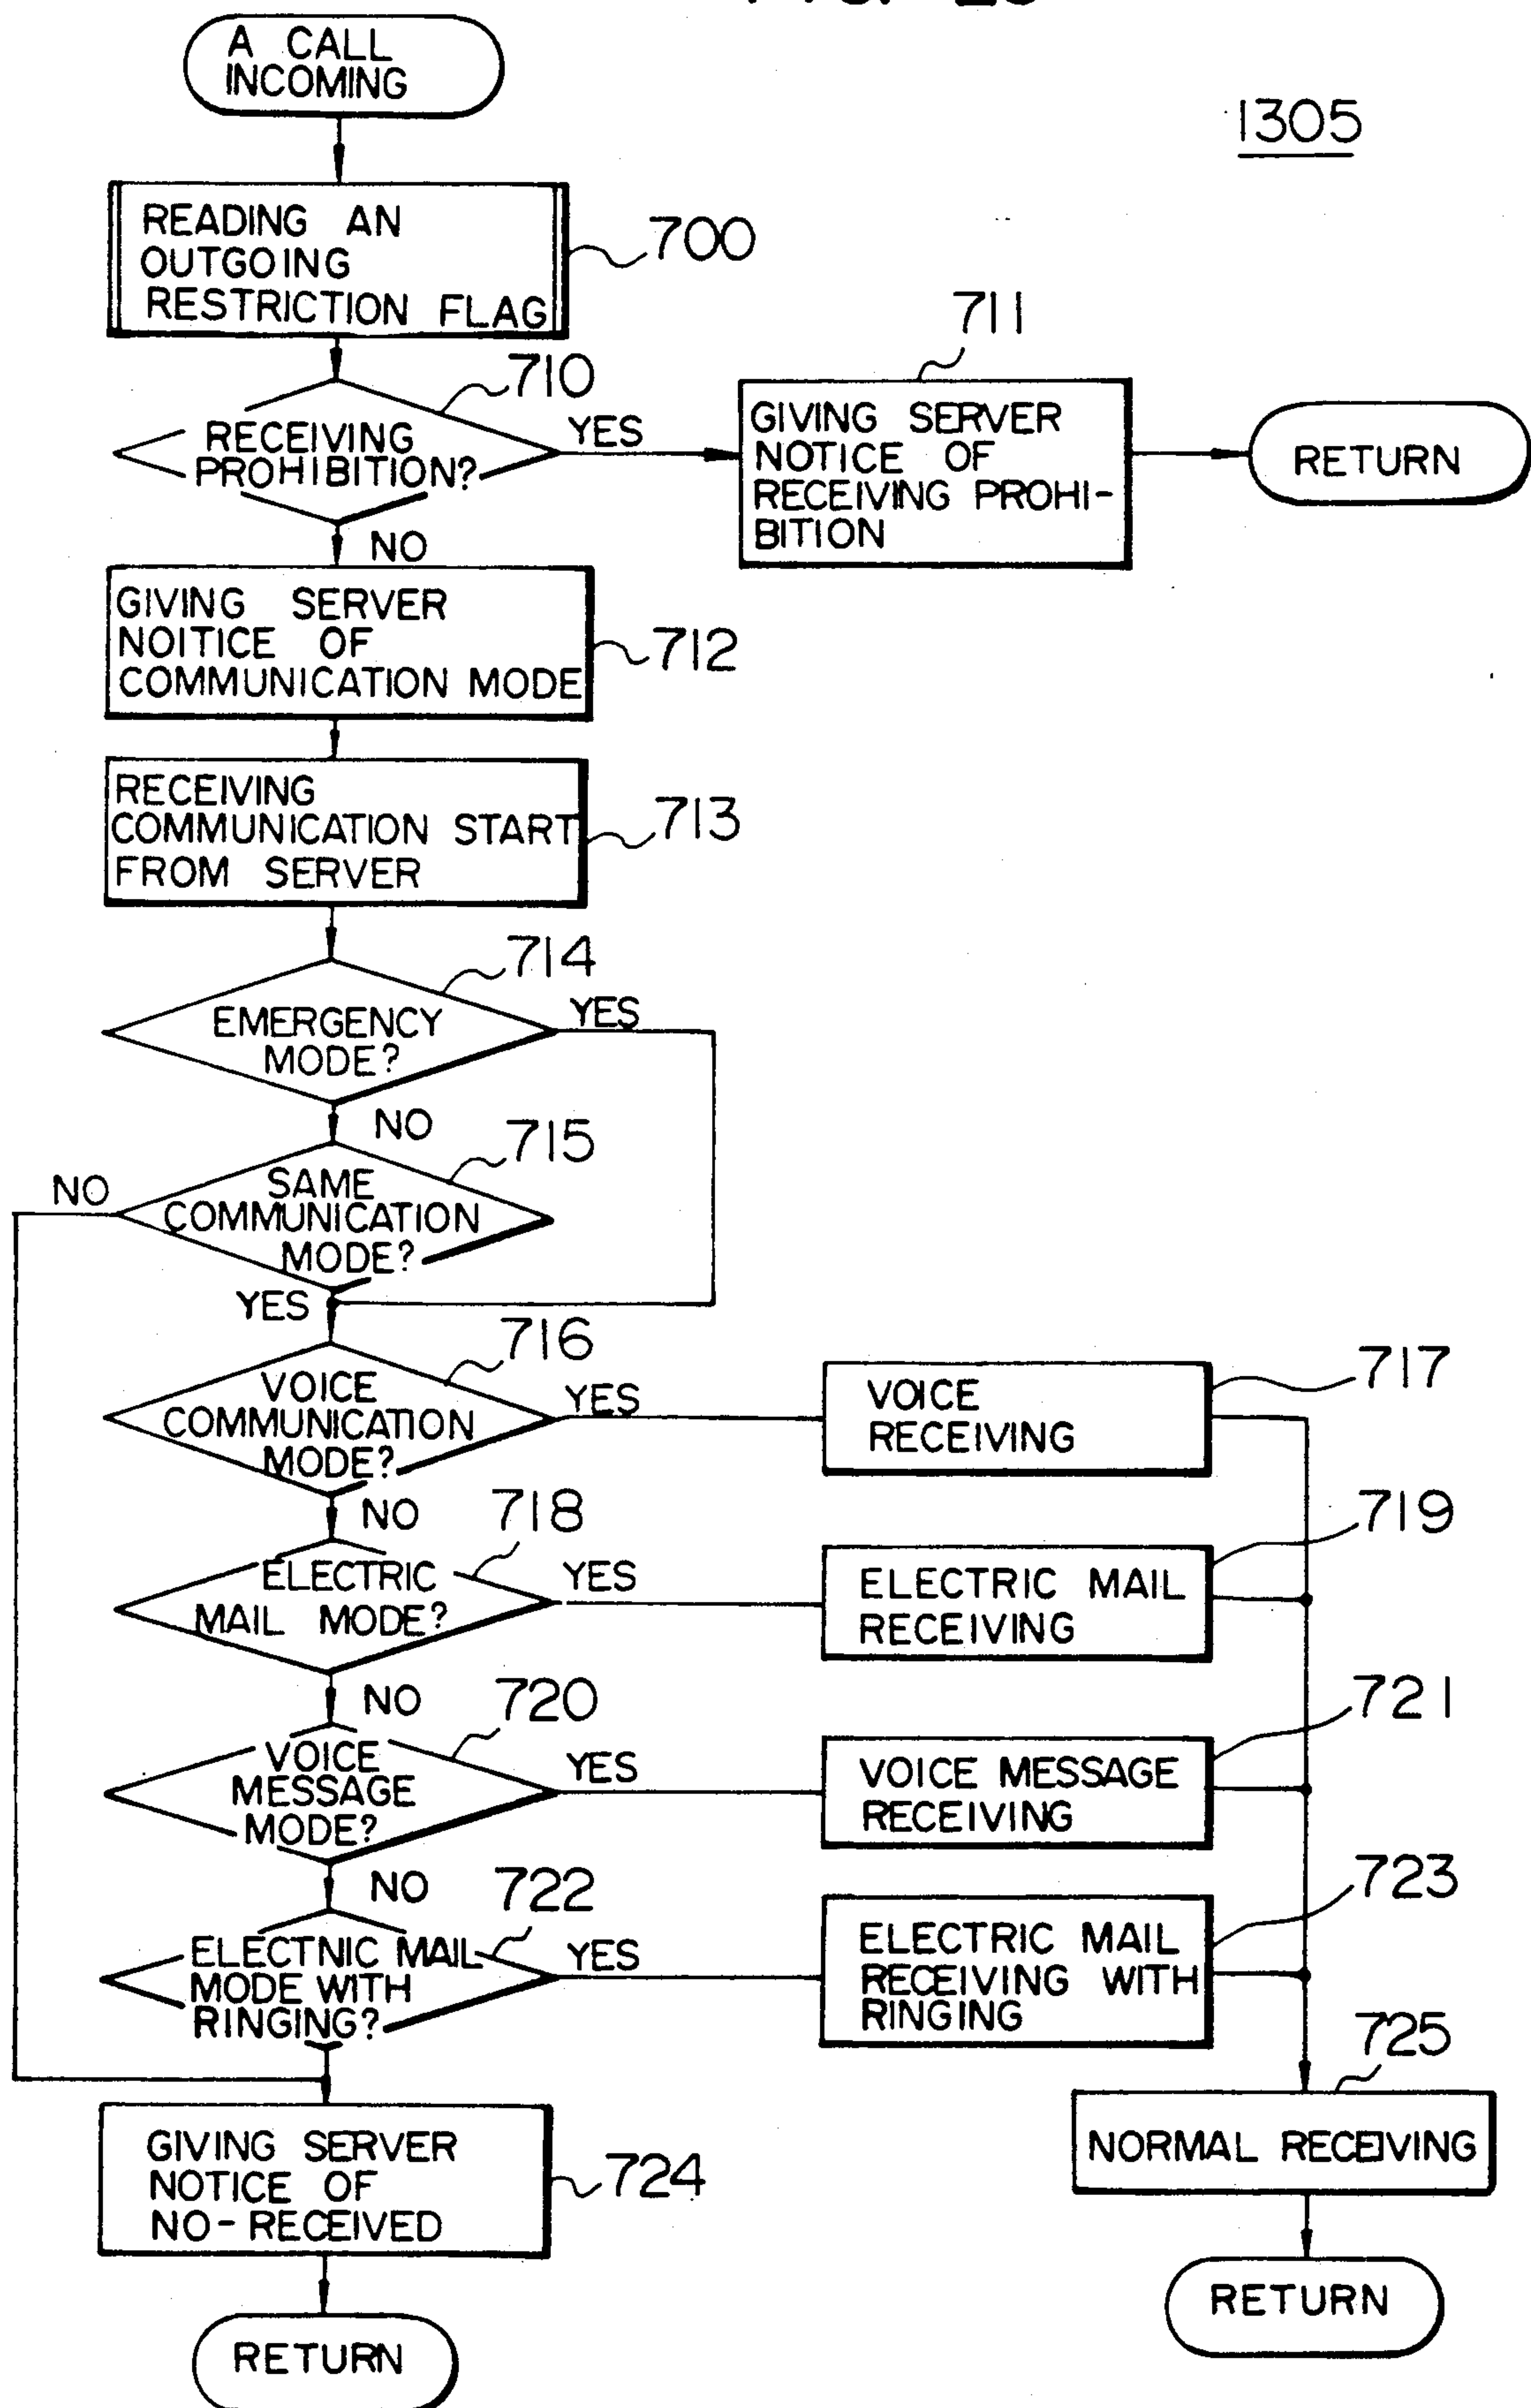 A CALL
INCOMING
1305
READING AN
OUTGOING
RESTRICTION FLAG
700
710
RECEIVING
PROHIBITION?
YES
711
GIVING SERVER
NOTICE OF
RECEIVING PROHI-
BITION
RETURN
NO
GIVING SERVER
NOITICE OF
COMMUNICATION MODE
712
RECEIVING
COMMUNICATION START
FROM SERVER
713
714
EMERGENCY
MODE?
YES
NO
715
SAME
COMMUNICATION
MODE?
NO
YES
716
VOICE
COMMUNICATION
MODE?
YES
717
VOICE
RECEIVING
NO
718
ELECTRIC
MAIL MODE?
YES
719
ELECTRIC MAIL
RECEIVING
NO
720
VOICE
MESSAGE
MODE?
YES
721
VOICE MESSAGE
RECEIVING
NO
722
ELECTNIC MAIL
MODE WITH
RINGING?
YES
723
ELECTRIC MAIL
RECEIVING WITH
RINGING
725
NORMAL RECEIVING
RETURN
GIVING SERVER
NOTICE OF
NO-RECEIVED
724
RETURN